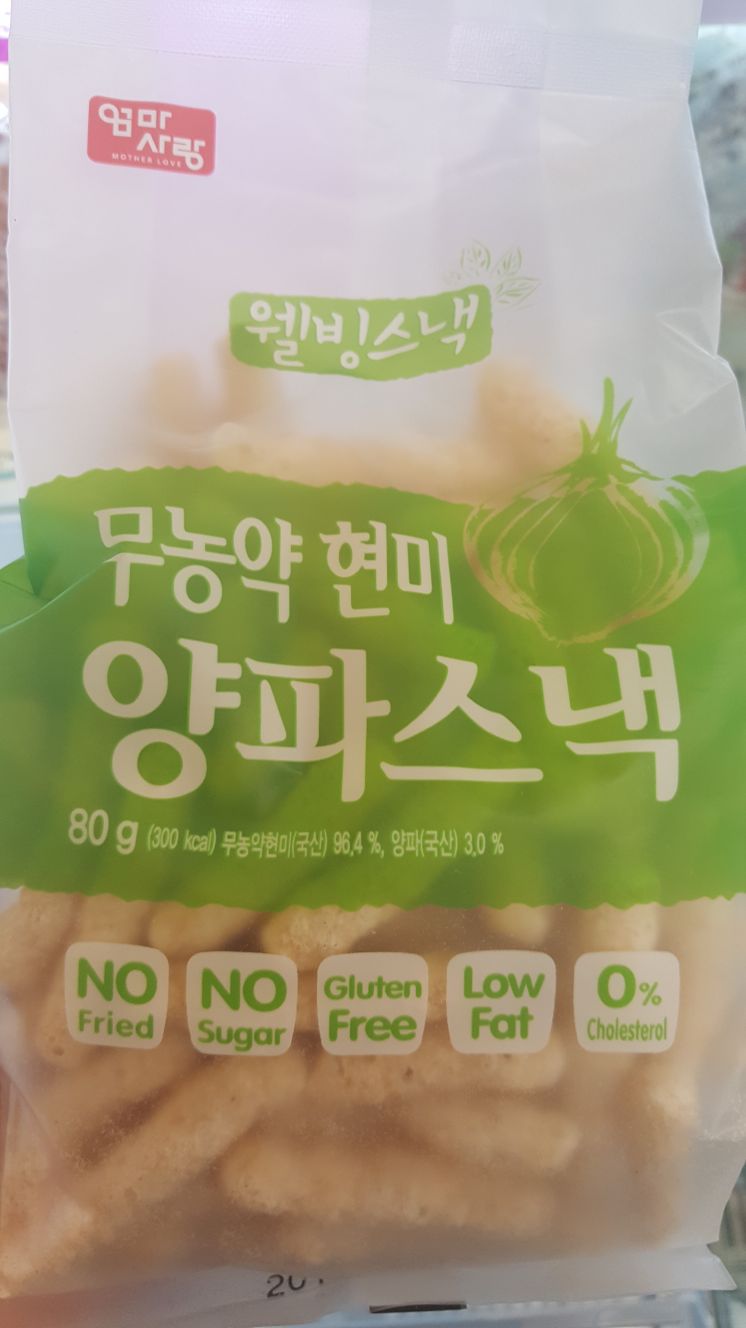 엄마
사랑
MOTHER LOVE
웰빙스낵
무농약 현미
양파스낵
80 g (300 kcal) 무농약현미(국산) 96.4 %, 양파(국산) 3.0 %
NO Fried
NO Sugar
Gluten Free
Low Fat
0% Cholesterol